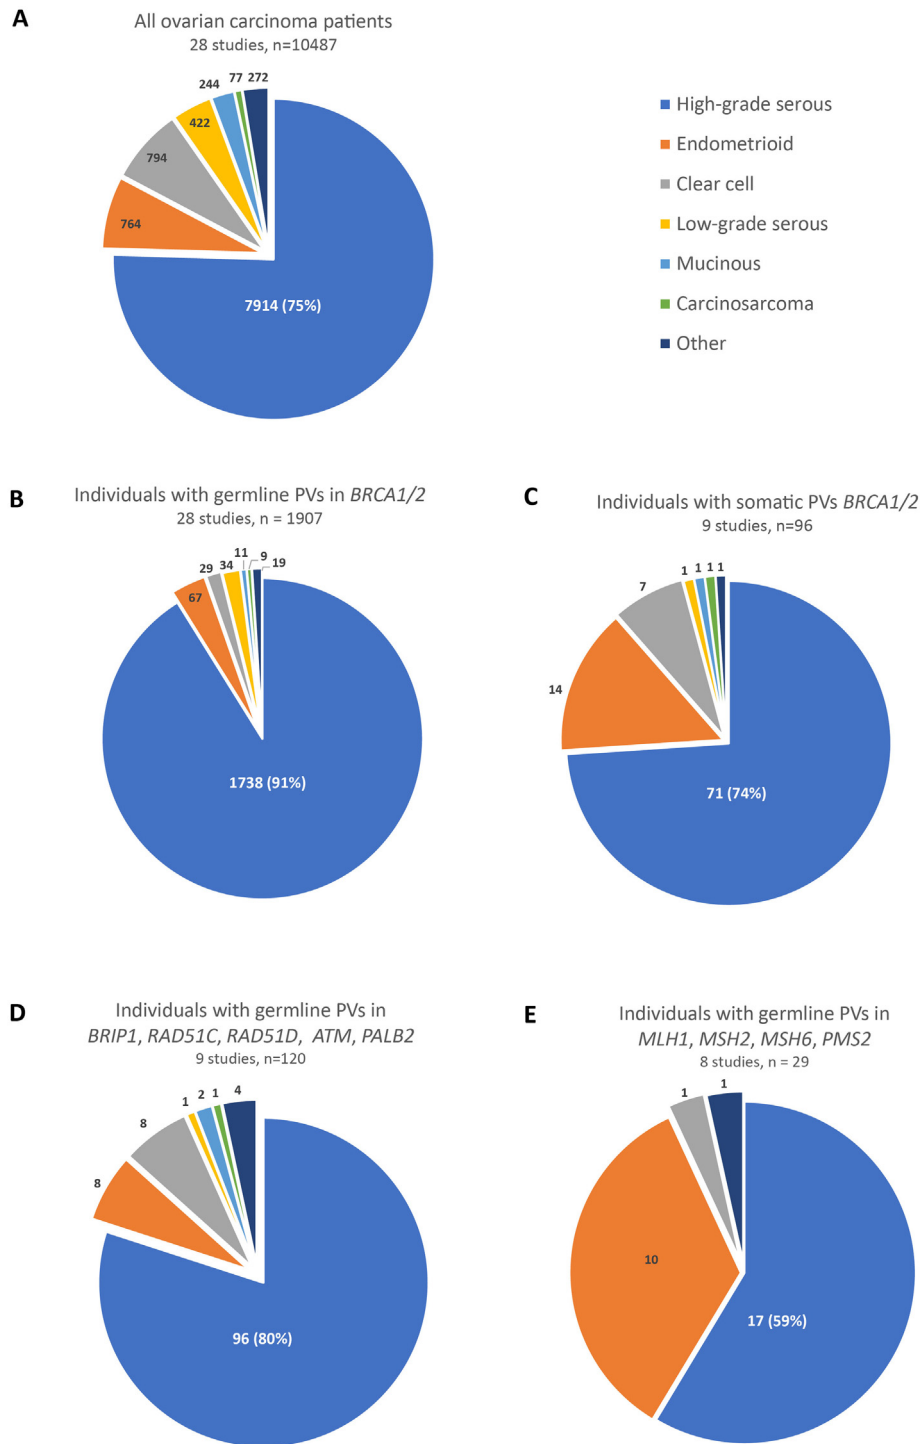 A
All ovarian carcinoma patients
28 studies, n=10487
244
77
272
422
794
764
7914 (75%)
High-grade serous
Endometrioid
Clear cell
Low-grade serous
Mucinous
Carcinosarcoma
Other
B
Individuals with germline PVs in BRCA1/2
28 studies, n = 1907
11
9
19
29
34
67
1738 (91%)
C
Individuals with somatic PVs BRCA1/2
9 studies, n=96
1
1
1
1
7
14
71 (74%)
D
Individuals with germline PVs in
BRIP1, RAD51C, RAD51D, ATM, PALB2
9 studies, n=120
1
2
1
4
8
8
96 (80%)
E
Individuals with germline PVs in
MLH1, MSH2, MSH6, PMS2
8 studies, n = 29
1
1
10
17 (59%)